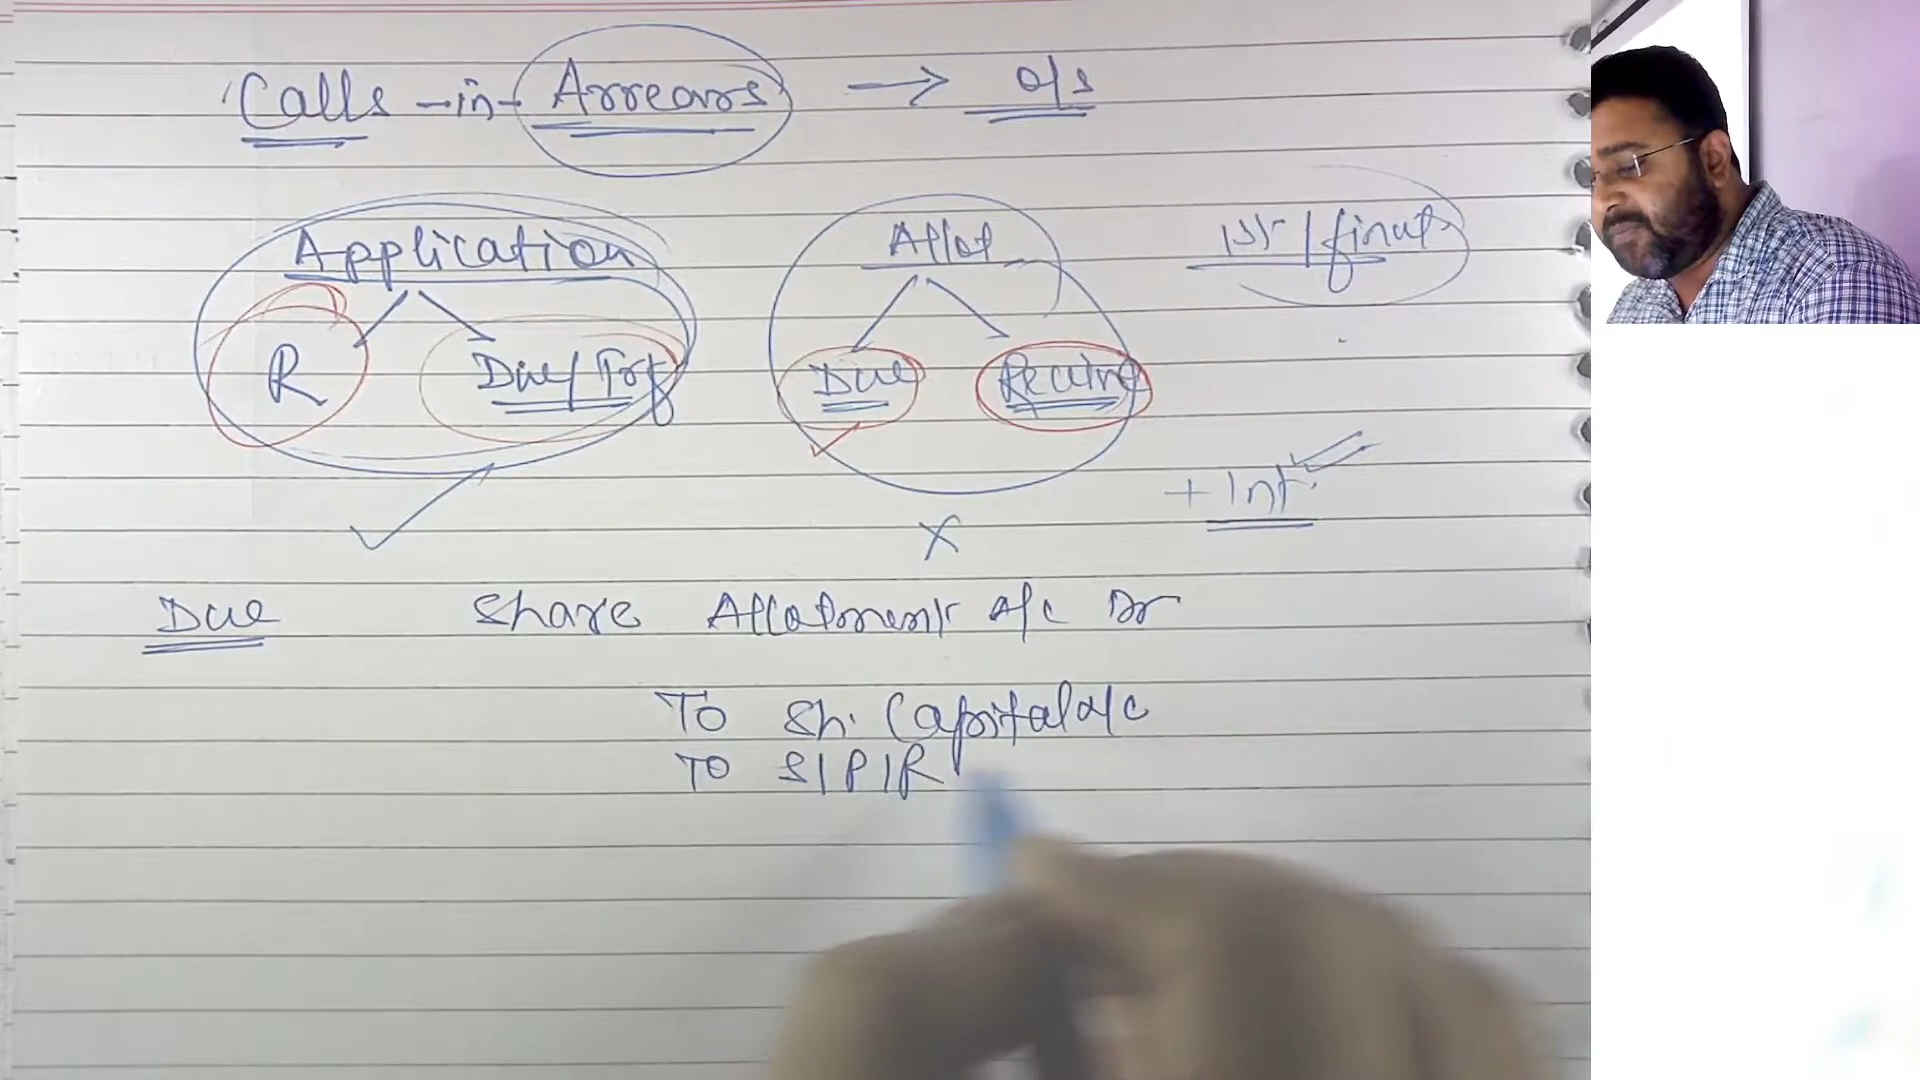 Calls -in- Arrears → o/s
Application Allot 1st / final
R Due/Trf Due Receive
+ Int.
X
Due Share Allotment A/c Dr
To Sh. Capital a/c
To S/P/R